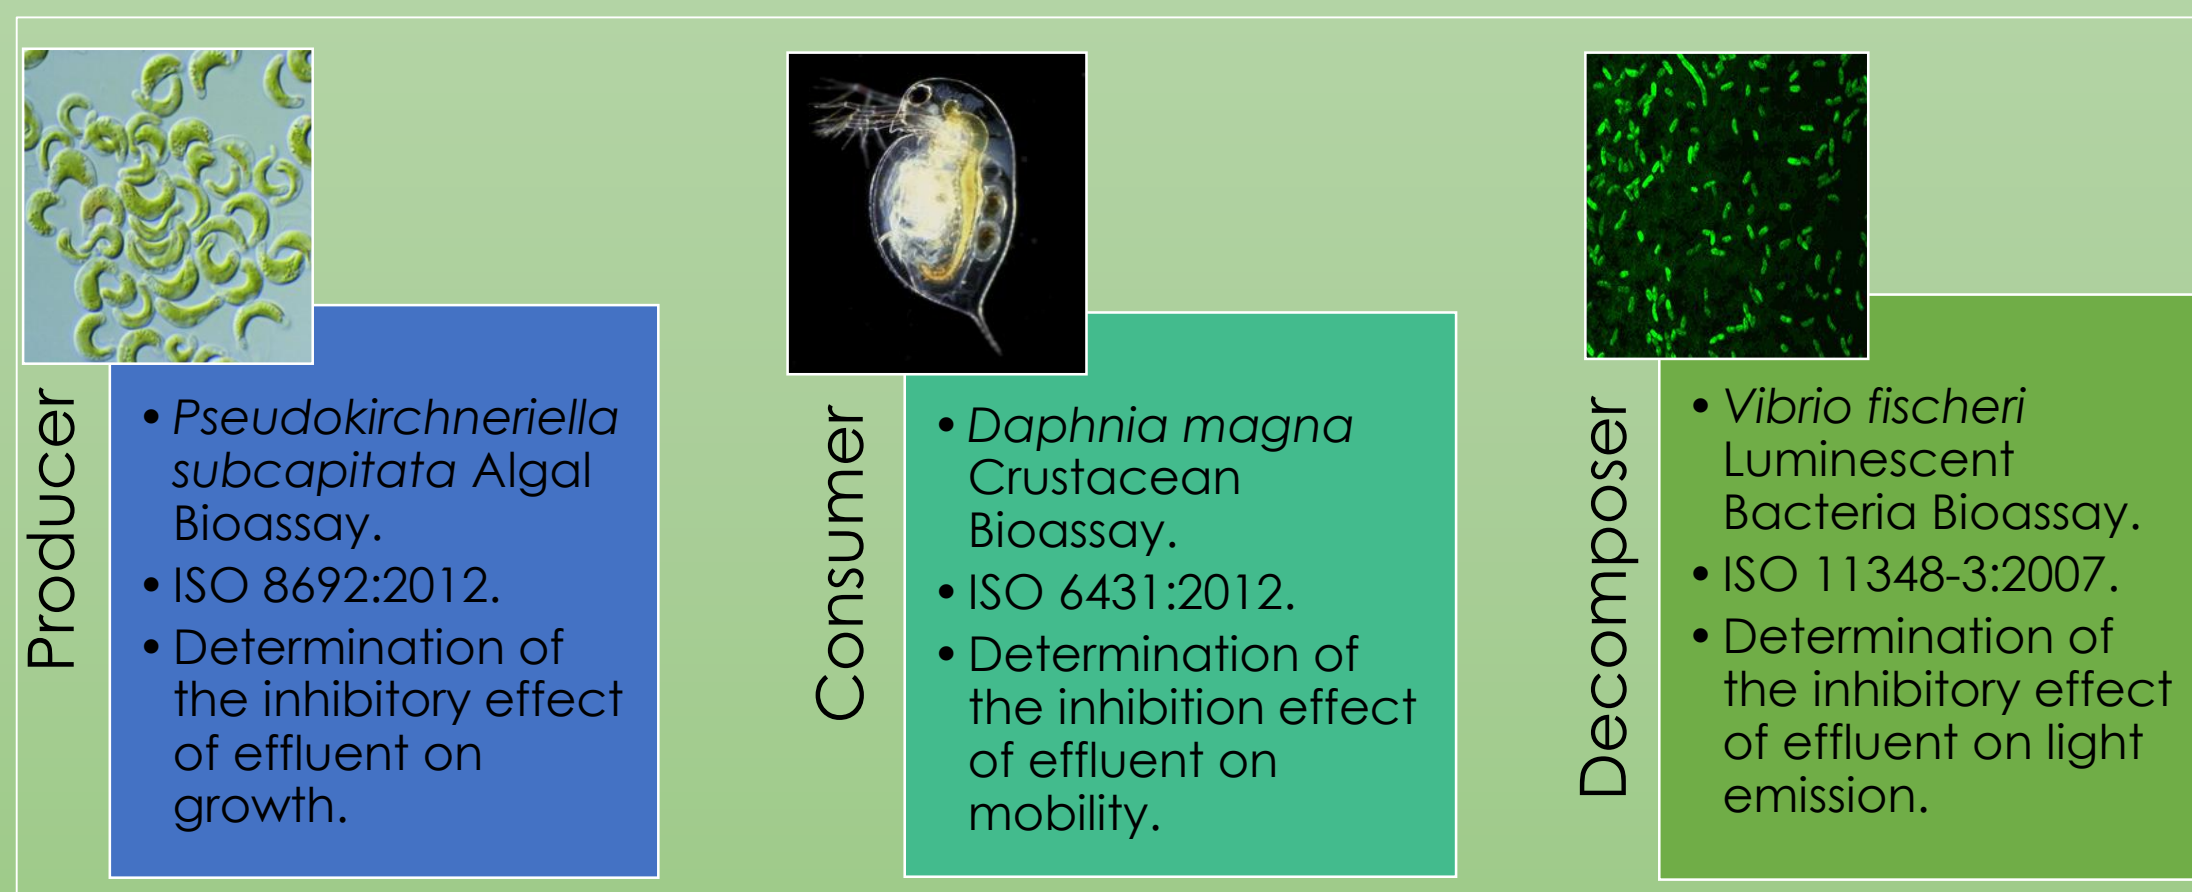 Producer
• Pseudokirchneriella
subcapitata Algal
Bioassay.
• ISO 8692:2012.
• Determination of
the inhibitory effect
of effluent on
growth.
Consumer
• Daphnia magna
Crustacean
Bioassay.
• ISO 6431:2012.
• Determination of
the inhibition effect
of effluent on
mobility.
Decomposer
• Vibrio fischeri
Luminescent
Bacteria Bioassay.
• ISO 11348-3:2007.
• Determination of
the inhibitory effect
of effluent on light
emission.